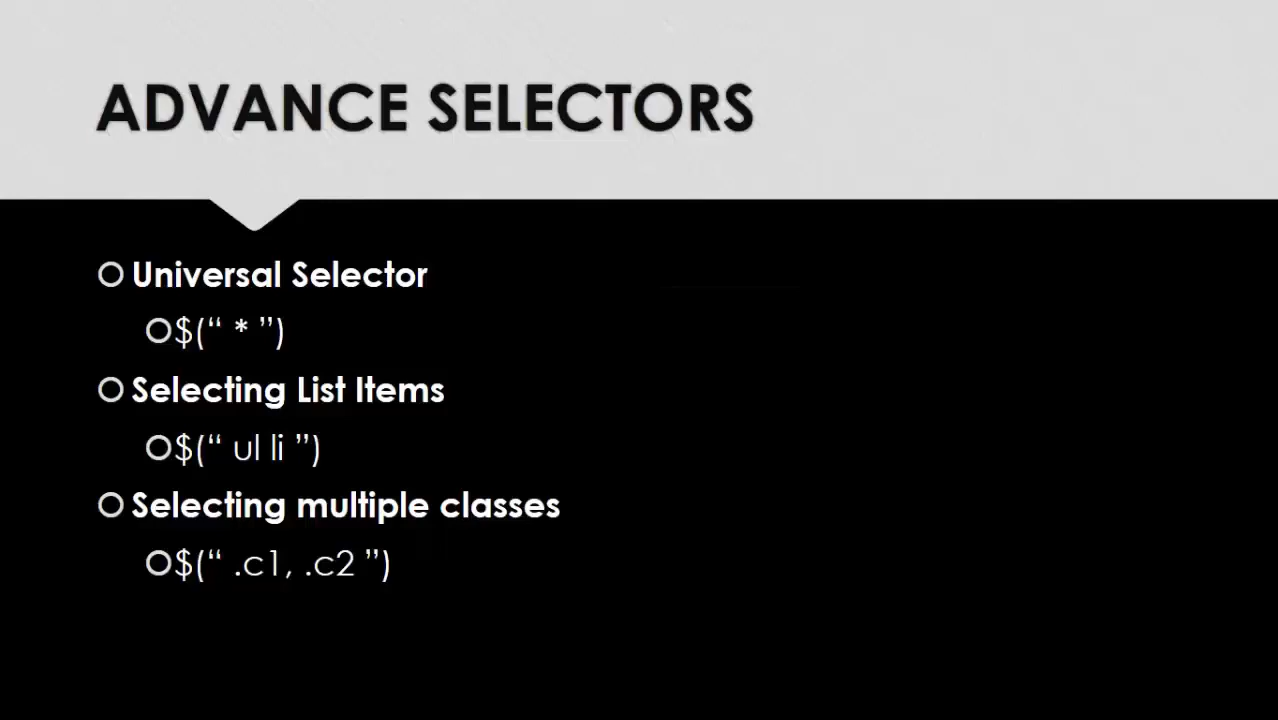 ADVANCE SELECTORS
Universal Selector
$(“ * ”)
Selecting List Items
$(“ ul li ”)
Selecting multiple classes
$(“ .c1, .c2 ”)